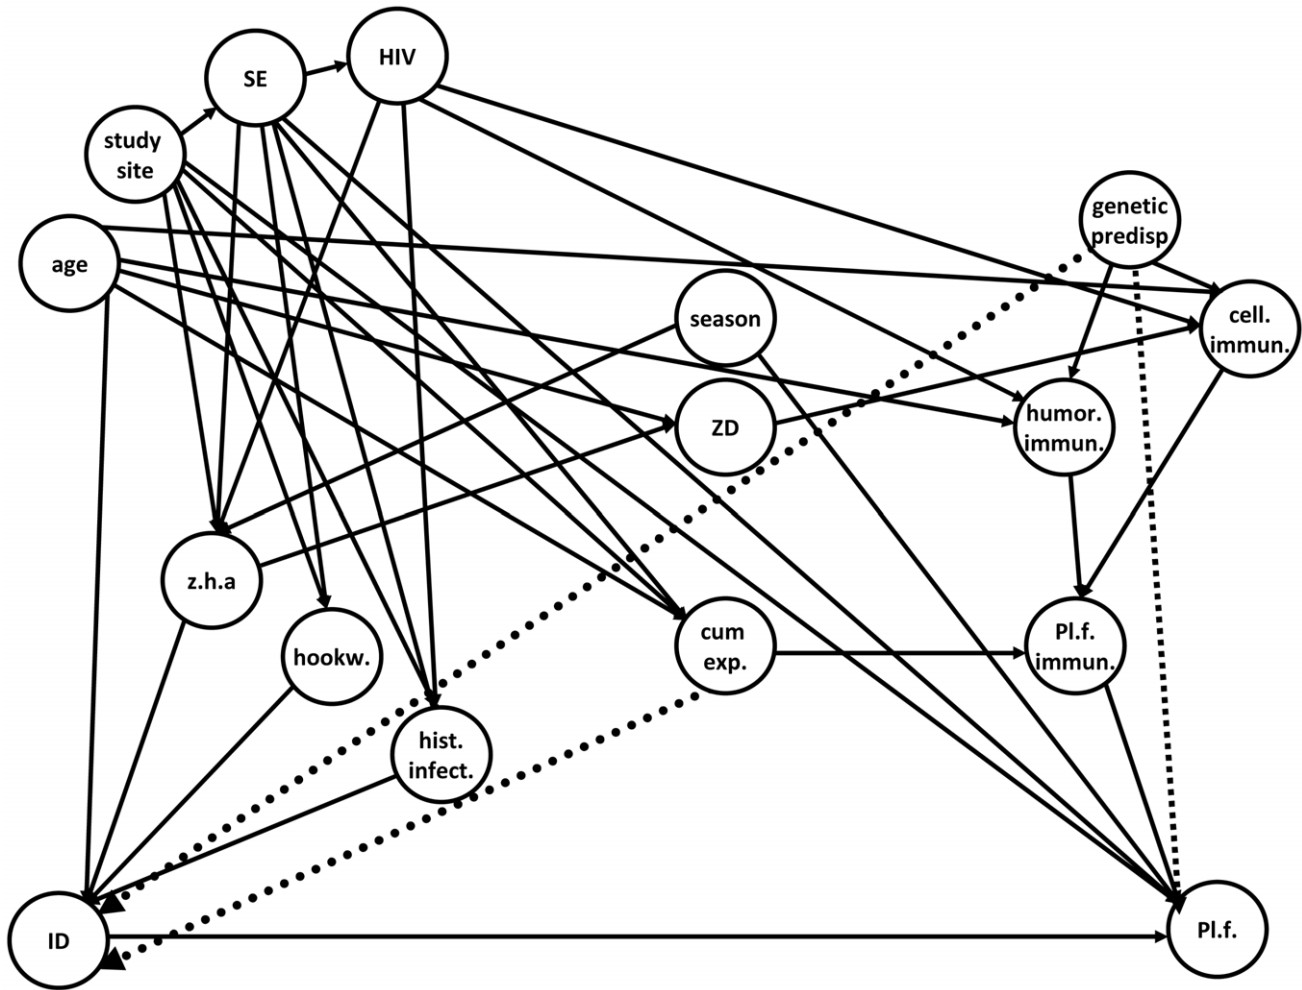 HIV
SE
study
site
genetic
predisp
age
season
cell.
immun.
ZD
humor.
immun.
z.h.a
hookw.
cum
exp.
Pl.f.
immun.
hist.
infect.
ID
Pl.f.